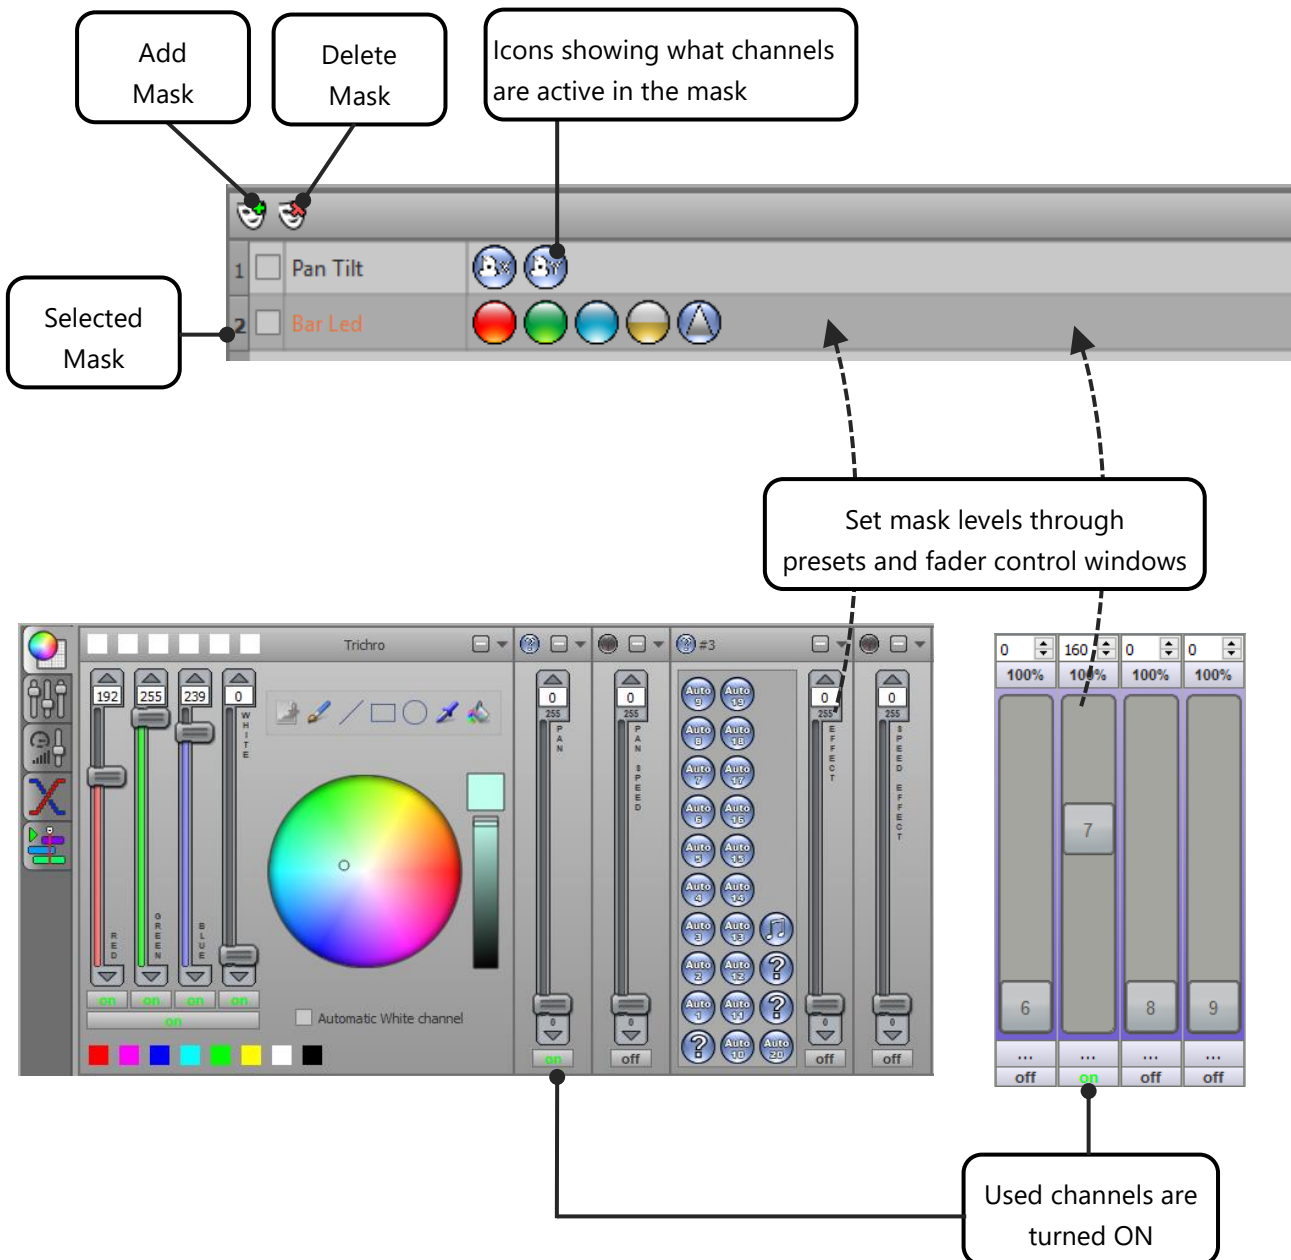 Add
Mask
Delete
Mask
Icons showing what channels
are active in the mask
1 Pan Tilt
2 Bar Led
Selected
Mask
Set mask levels through
presets and fader control windows
Trichro
#3
192 255 239 0 0 0 0 0
255 255 255 255
RED
GREEN
BLUE
WHITE
PAN
PAN SPEED
EFFECT
SPEED EFFECT
Auto 9 Auto 19
Auto 8 Auto 18
Auto 7 Auto 17
Auto 6 Auto 16
Auto 5 Auto 15
Auto 4 Auto 14
Auto 3 Auto 13
Auto 2 Auto 12 ?
Auto 1 Auto 11 ?
? Auto 10 Auto 20
0 0 0 0
on on on on
on
Automatic White channel
on off off off
0 160 0 0
100% 100% 100% 100%
7
6 8 9
... ... ... ...
off on off off
Used channels are
turned ON